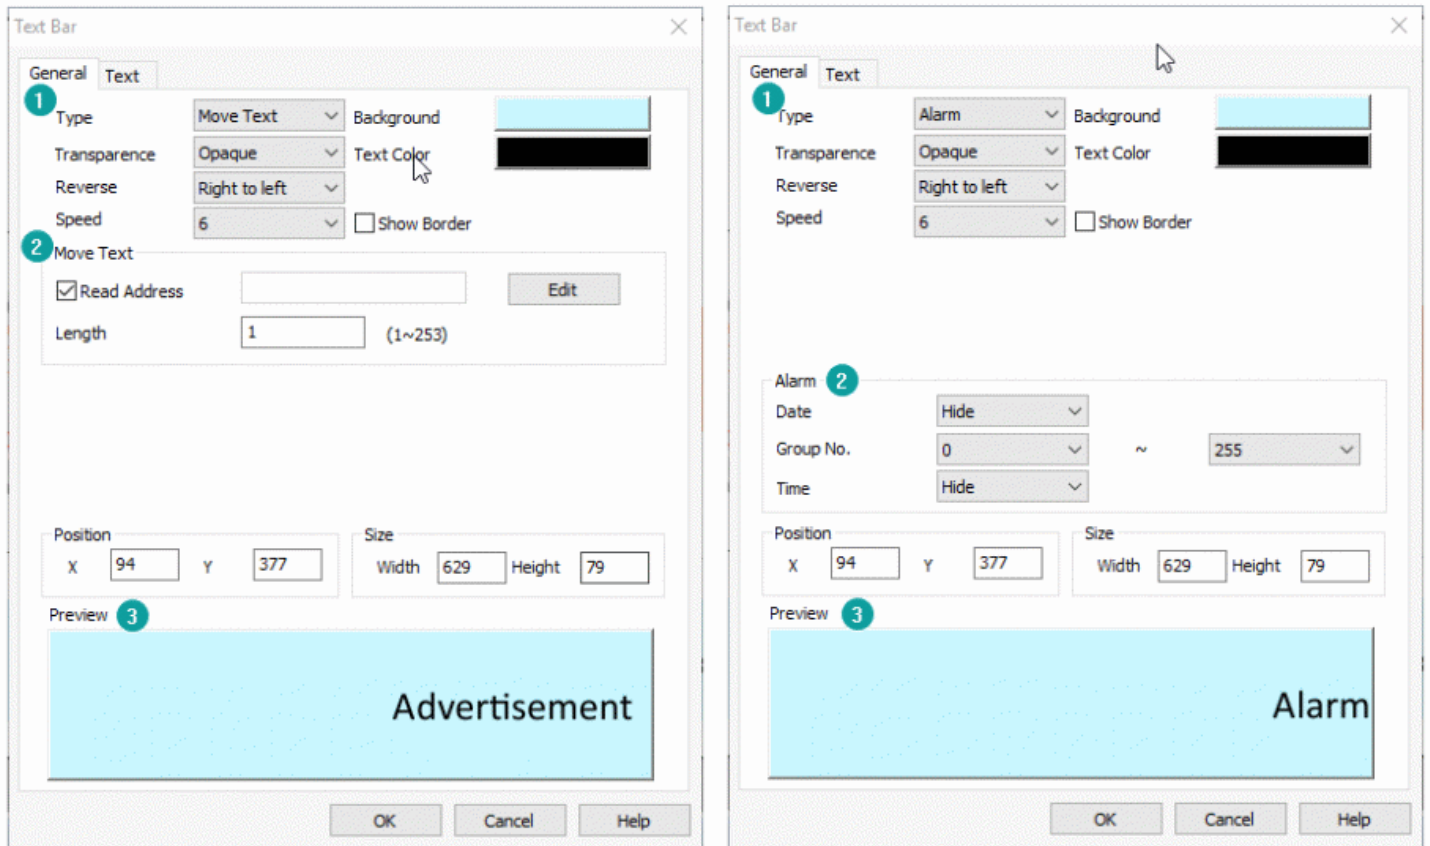 Text Bar
General Text
1
Type Move Text Background
Transparence Opaque Text Color
Reverse Right to left
Speed 6 Show Border
2 Move Text
Read Address Edit
Length 1 (1~253)
Position Size
X 94 Y 377 Width 629 Height 79
Preview 3
Advertisement
OK Cancel Help
Text Bar
General Text
1
Type Alarm Background
Transparence Opaque Text Color
Reverse Right to left
Speed 6 Show Border
Alarm 2
Date Hide
Group No. 0 ~ 255
Time Hide
Position Size
X 94 Y 377 Width 629 Height 79
Preview 3
Alarm
OK Cancel Help